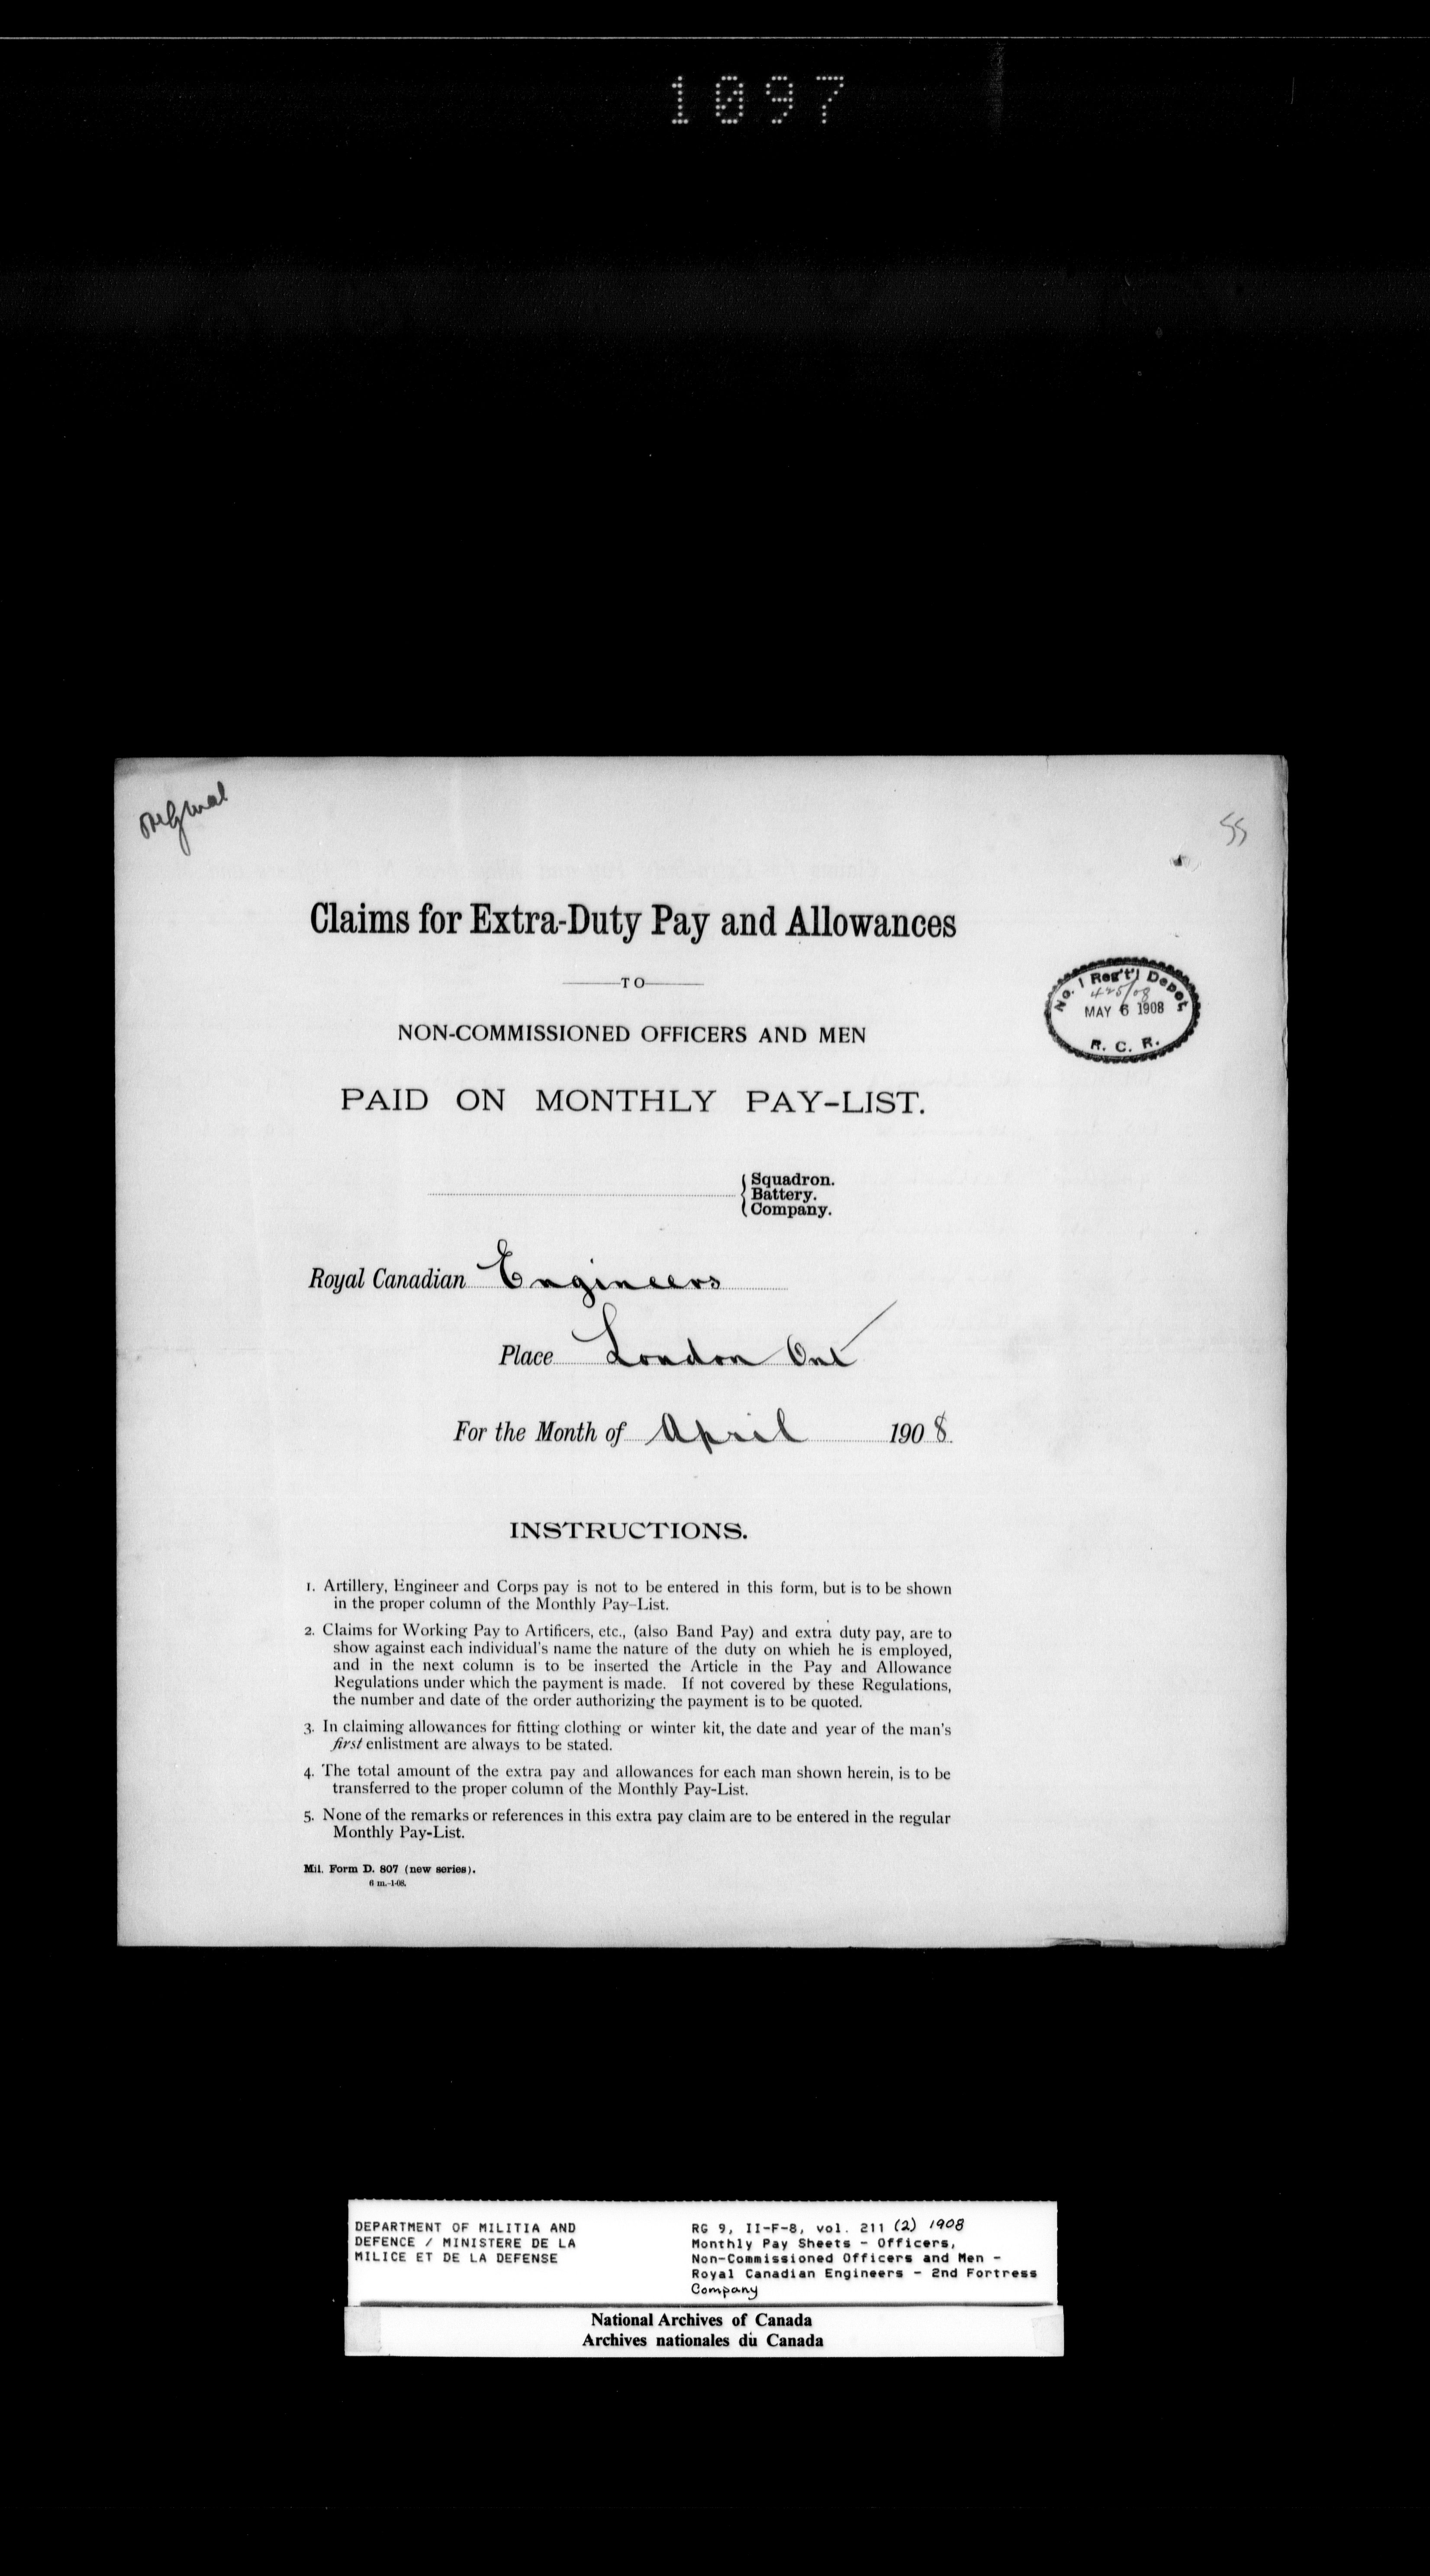 1097
Original
55
Claims for Extra-Duty Pay and Allowances
TO
No. 1 Reg't'l Depot,
425/08
MAY 6 1908
R. C. R.
NON-COMMISSIONED OFFICERS AND MEN
PAID ON MONTHLY PAY-LIST.
Squadron.
Battery.
Company.
Royal Canadian Engineers
Place London Ont
For the Month of April 1908.
INSTRUCTIONS.
1. Artillery, Engineer and Corps pay is not to be entered in this form, but is to be shown
in the proper column of the Monthly Pay-List.
2. Claims for Working Pay to Artificers, etc., (also Band Pay) and extra duty pay, are to
show against each individual's name the nature of the duty on which he is employed,
and in the next column is to be inserted the Article in the Pay and Allowance
Regulations under which the payment is made. If not covered by these Regulations,
the number and date of the order authorizing the payment is to be quoted.
3. In claiming allowances for fitting clothing or winter kit, the date and year of the man's
first enlistment are always to be stated.
4. The total amount of the extra pay and allowances for each man shown herein, is to be
transferred to the proper column of the Monthly Pay-List.
5. None of the remarks or references in this extra pay claim are to be entered in the regular
Monthly Pay-List.
Mil. Form D. 807 (new series).
6 m.-1-08.
DEPARTMENT OF MILITIA AND
DEFENCE / MINISTERE DE LA
MILICE ET DE LA DEFENSE
RG 9, II-F-8, vol. 211 (2) 1908
Monthly Pay Sheets - Officers,
Non-Commissioned Officers and Men -
Royal Canadian Engineers - 2nd Fortress
Company
National Archives of Canada
Archives nationales du Canada